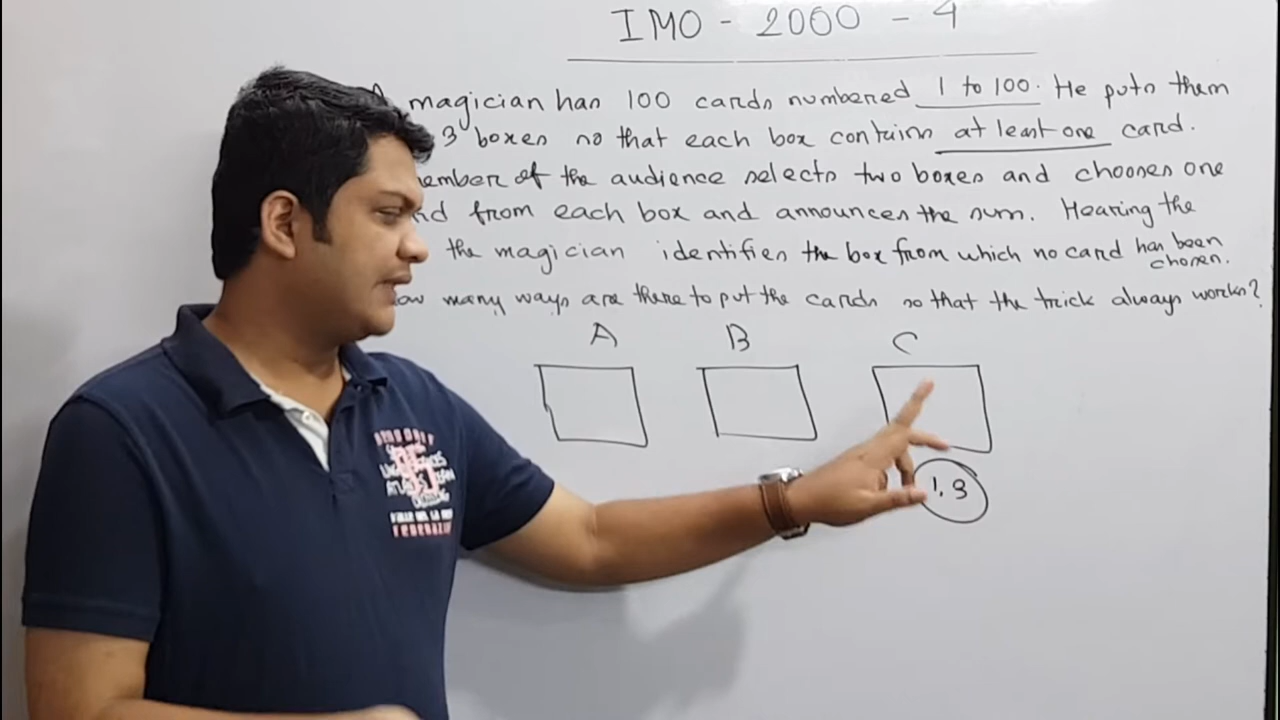 IMO - 2000 - 4
A magician has 100 cards numbered 1 to 100. He puts them
3 boxes so that each box contains at least one card.
ember of the audience selects two boxes and chooses one
rd from each box and announces the sum. Hearing the
the magician identifies the box from which no card has been chosen.
ow many ways are there to put the cards so that the trick always works?
A B C
1, 3